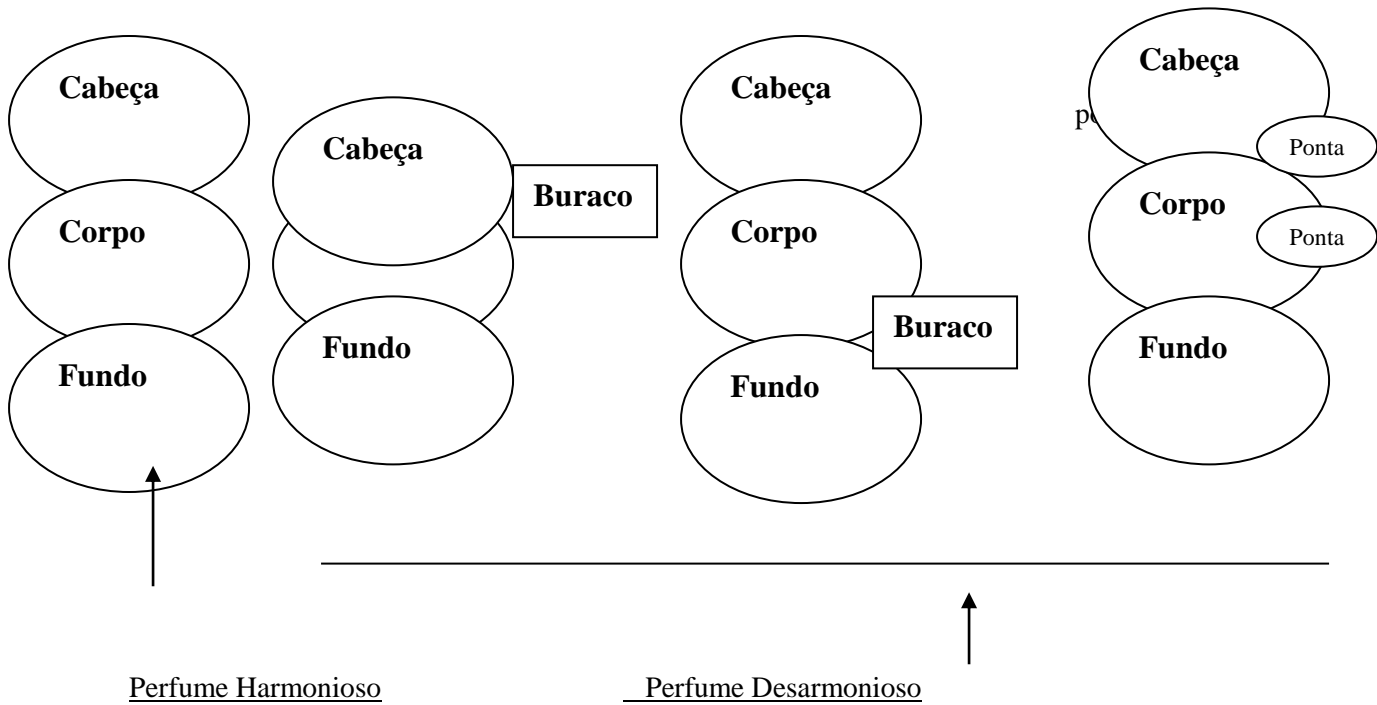 Cabeça
Corpo
Fundo
Cabeça
Buraco
Fundo
Cabeça
Corpo
Buraco
Fundo
Cabeça
Ponta
Corpo
Ponta
Fundo
Perfume Harmonioso
Perfume Desarmonioso